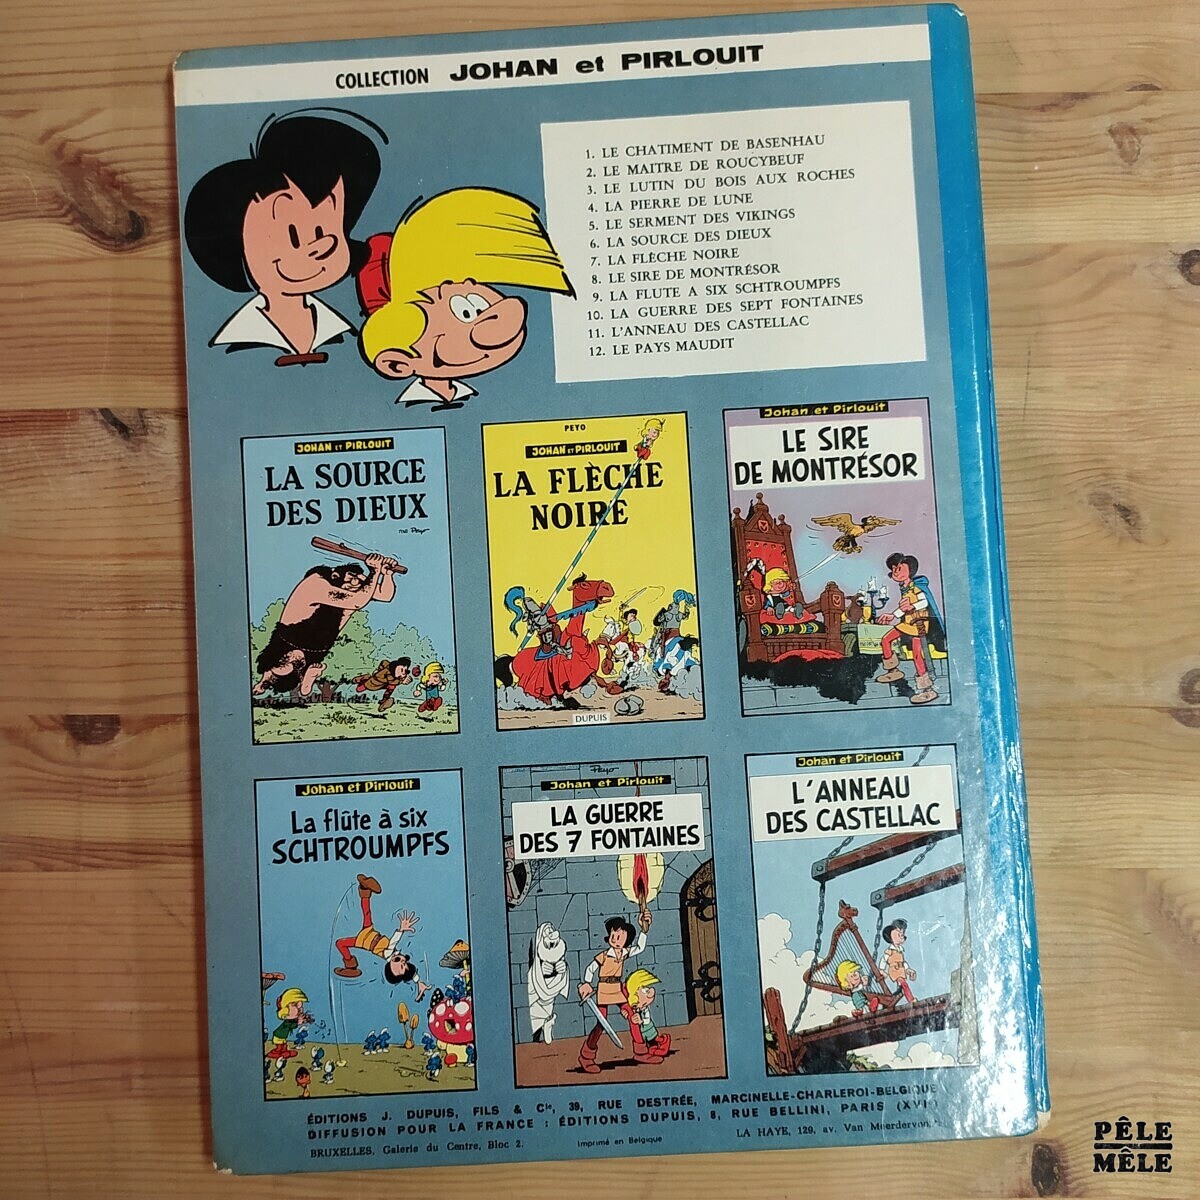 COLLECTION JOHAN et PIRLOUIT
1. LE CHATIMENT DE BASENHAU
2. LE MAITRE DE ROUCYBEUF
3. LE LUTIN DU BOIS AUX ROCHES
4. LA PIERRE DE LUNE
5. LE SERMENT DES VIKINGS
6. LA SOURCE DES DIEUX
7. LA FLÈCHE NOIRE
8. LE SIRE DE MONTRÉSOR
9. LA FLUTE A SIX SCHTROUMPFS
10. LA GUERRE DES SEPT FONTAINES
11. L'ANNEAU DES CASTELLAC
12. LE PAYS MAUDIT
JOHAN ET PIRLOUIT
LA SOURCE
DES DIEUX
Peyo
PEYO
JOHAN ET PIRLOUIT
LA FLÈCHE
NOIRE
DUPUIS
Johan et Pirlouit
LE SIRE
DE MONTRÉSOR
Johan et Pirlouit
La flûte à six
SCHTROUMPFS
Peyo
Johan et Pirlouit
LA GUERRE
DES 7 FONTAINES
Johan et Pirlouit
L'ANNEAU
DES CASTELLAC
ÉDITIONS J. DUPUIS, FILS & Cie, 39, RUE DESTRÉE, MARCINELLE-CHARLEROI-BELGIQUE
DIFFUSION POUR LA FRANCE : ÉDITIONS DUPUIS, 8, RUE BELLINI, PARIS (XVIe)
BRUXELLES, Galerie du Centre, Bloc 2. Imprimé en Belgique LA HAYE, 129, av. Van
PÊLE
MÊLE